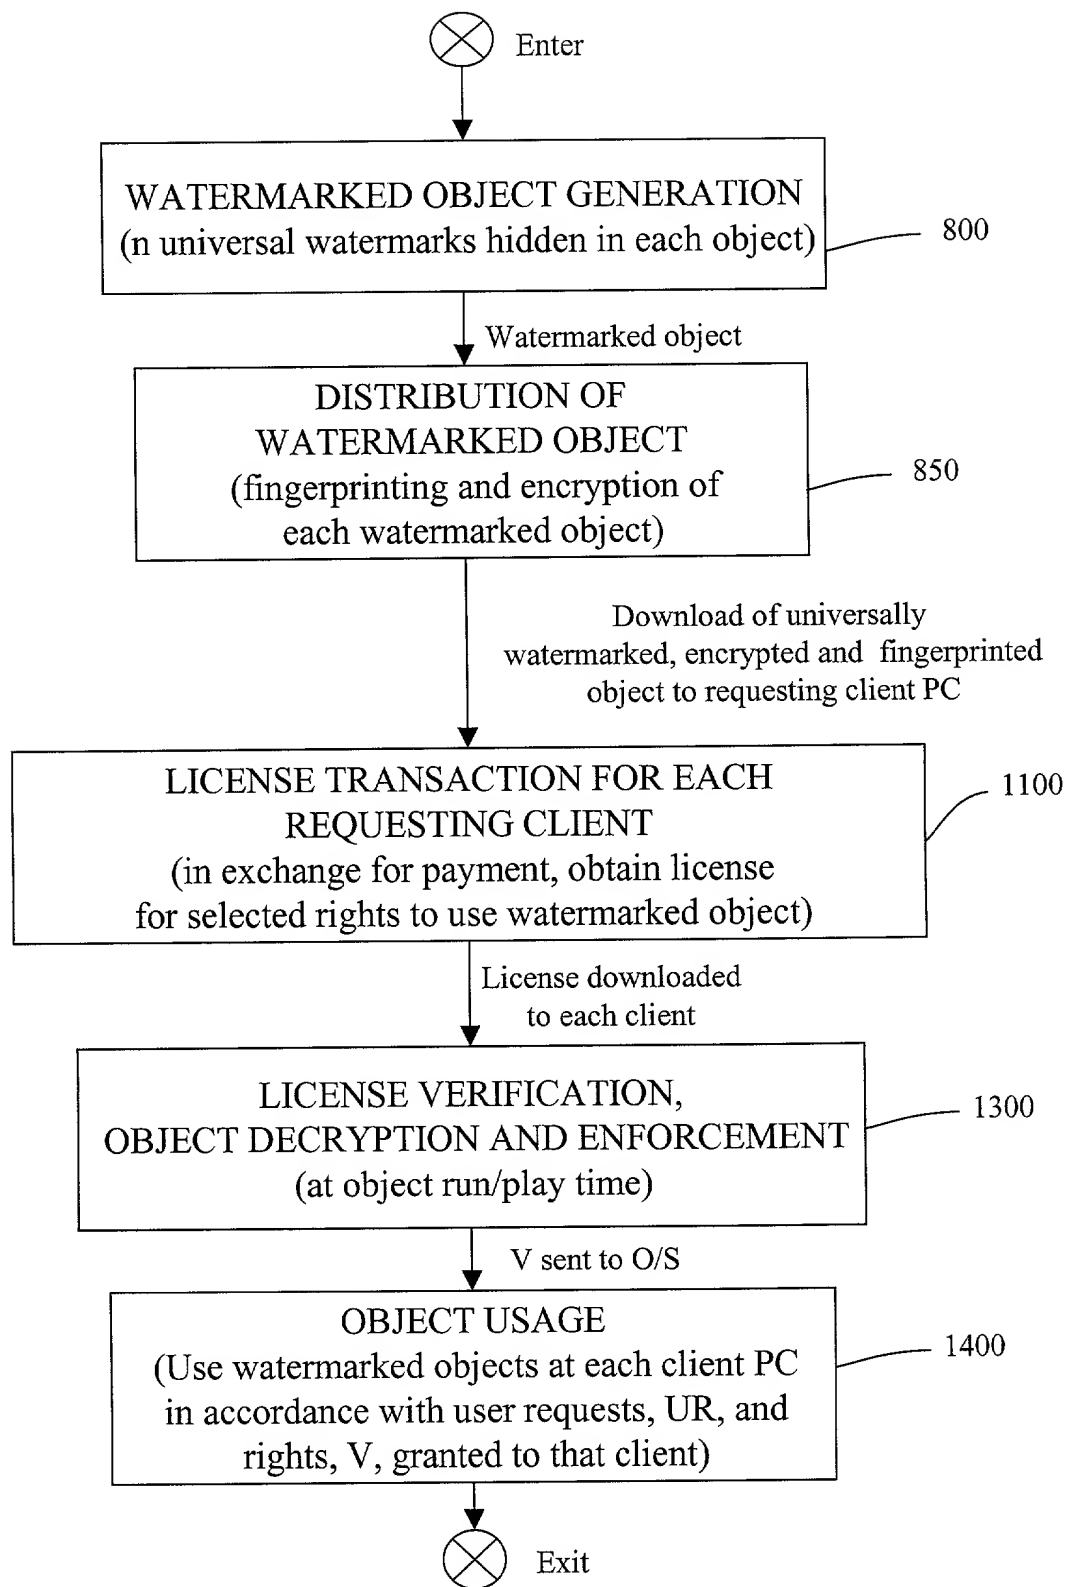 Enter
WATERMARKED OBJECT GENERATION
(n universal watermarks hidden in each object)
800
Watermarked object
DISTRIBUTION OF
WATERMARKED OBJECT
(fingerprinting and encryption of
each watermarked object)
850
Download of universally
watermarked, encrypted and fingerprinted
object to requesting client PC
LICENSE TRANSACTION FOR EACH
REQUESTING CLIENT
(in exchange for payment, obtain license
for selected rights to use watermarked object)
1100
License downloaded
to each client
LICENSE VERIFICATION,
OBJECT DECRYPTION AND ENFORCEMENT
(at object run/play time)
1300
V sent to O/S
OBJECT USAGE
(Use watermarked objects at each client PC
in accordance with user requests, UR, and
rights, V, granted to that client)
1400
Exit